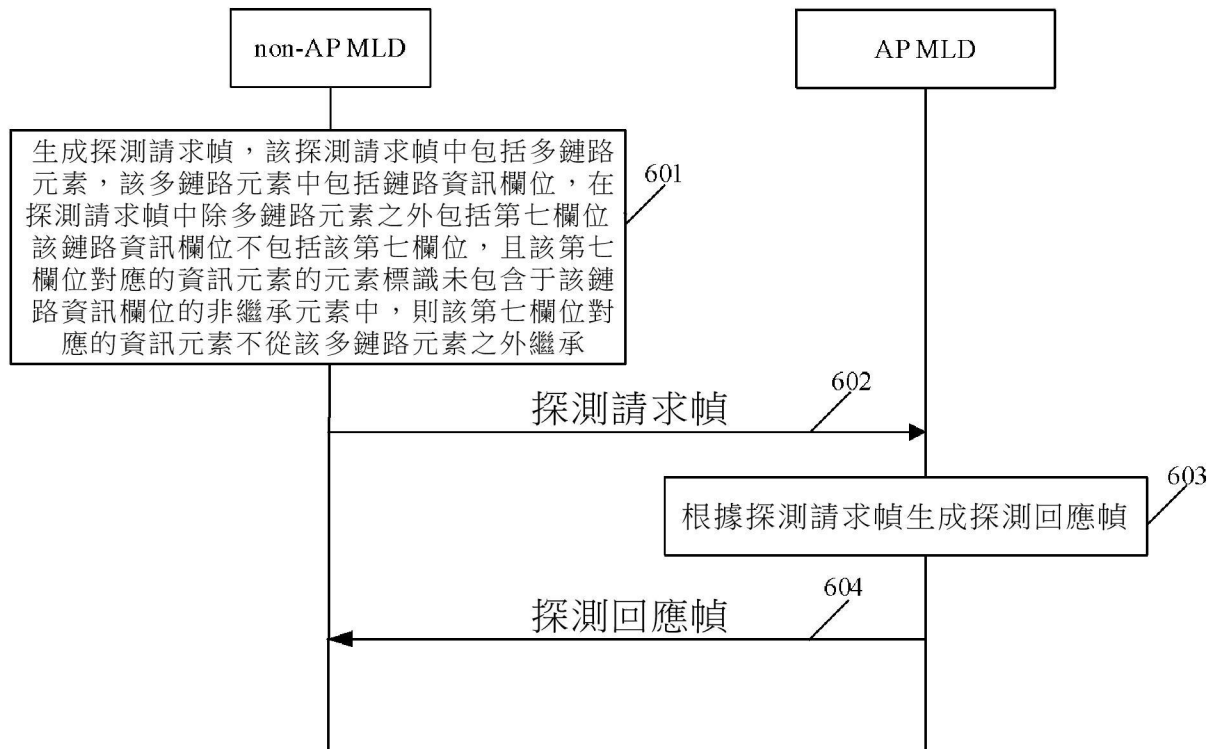 non-AP MLD
AP MLD
生成探測請求幀，該探測請求幀中包括多鏈路
元素，該多鏈路元素中包括鏈路資訊欄位，在
探測請求幀中除多鏈路元素之外包括第七欄位
該鏈路資訊欄位不包括該第七欄位，且該第七
欄位對應的資訊元素的元素標識未包含于該鏈
路資訊欄位的非繼承元素中，則該第七欄位對
應的資訊元素不從該多鏈路元素之外繼承
601
探測請求幀
602
根據探測請求幀生成探測回應幀
603
探測回應幀
604